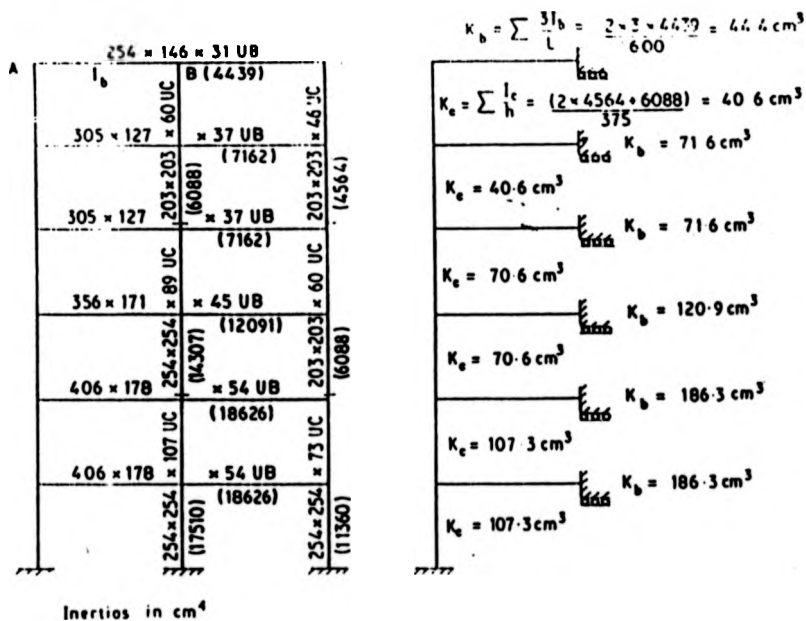 254 × 146 × 31 UB
A
I_b
B (4439)
× 60 UC
× 46 UC
305 × 127
× 37 UB
(7162)
203×203
(6088)
203×203
(4564)
305 × 127
× 37 UB
(7162)
× 89 UC
× 60 UC
356 × 171
× 45 UB
(12091)
254×254
(14307)
203×203
(6088)
406 × 178
× 54 UB
(18626)
× 107 UC
× 73 UC
406 × 178
× 54 UB
(18626)
254×254
(17510)
254×254
(11360)
Inertios in cm⁴
K_b = ∑ 3I_b / L = 2 × 3 × 4439 / 600 = 44.4 cm³
K_c = ∑ I_c / h = (2 × 4564 + 6088) / 375 = 40 6 cm³
K_b = 71 6 cm³
K_c = 40·6 cm³
K_b = 71·6 cm³
K_c = 70·6 cm³
K_b = 120·9 cm³
K_c = 70·6 cm³
K_b = 186·3 cm³
K_c = 107·3 cm³
K_b = 186·3 cm³
K_c = 107·3 cm³